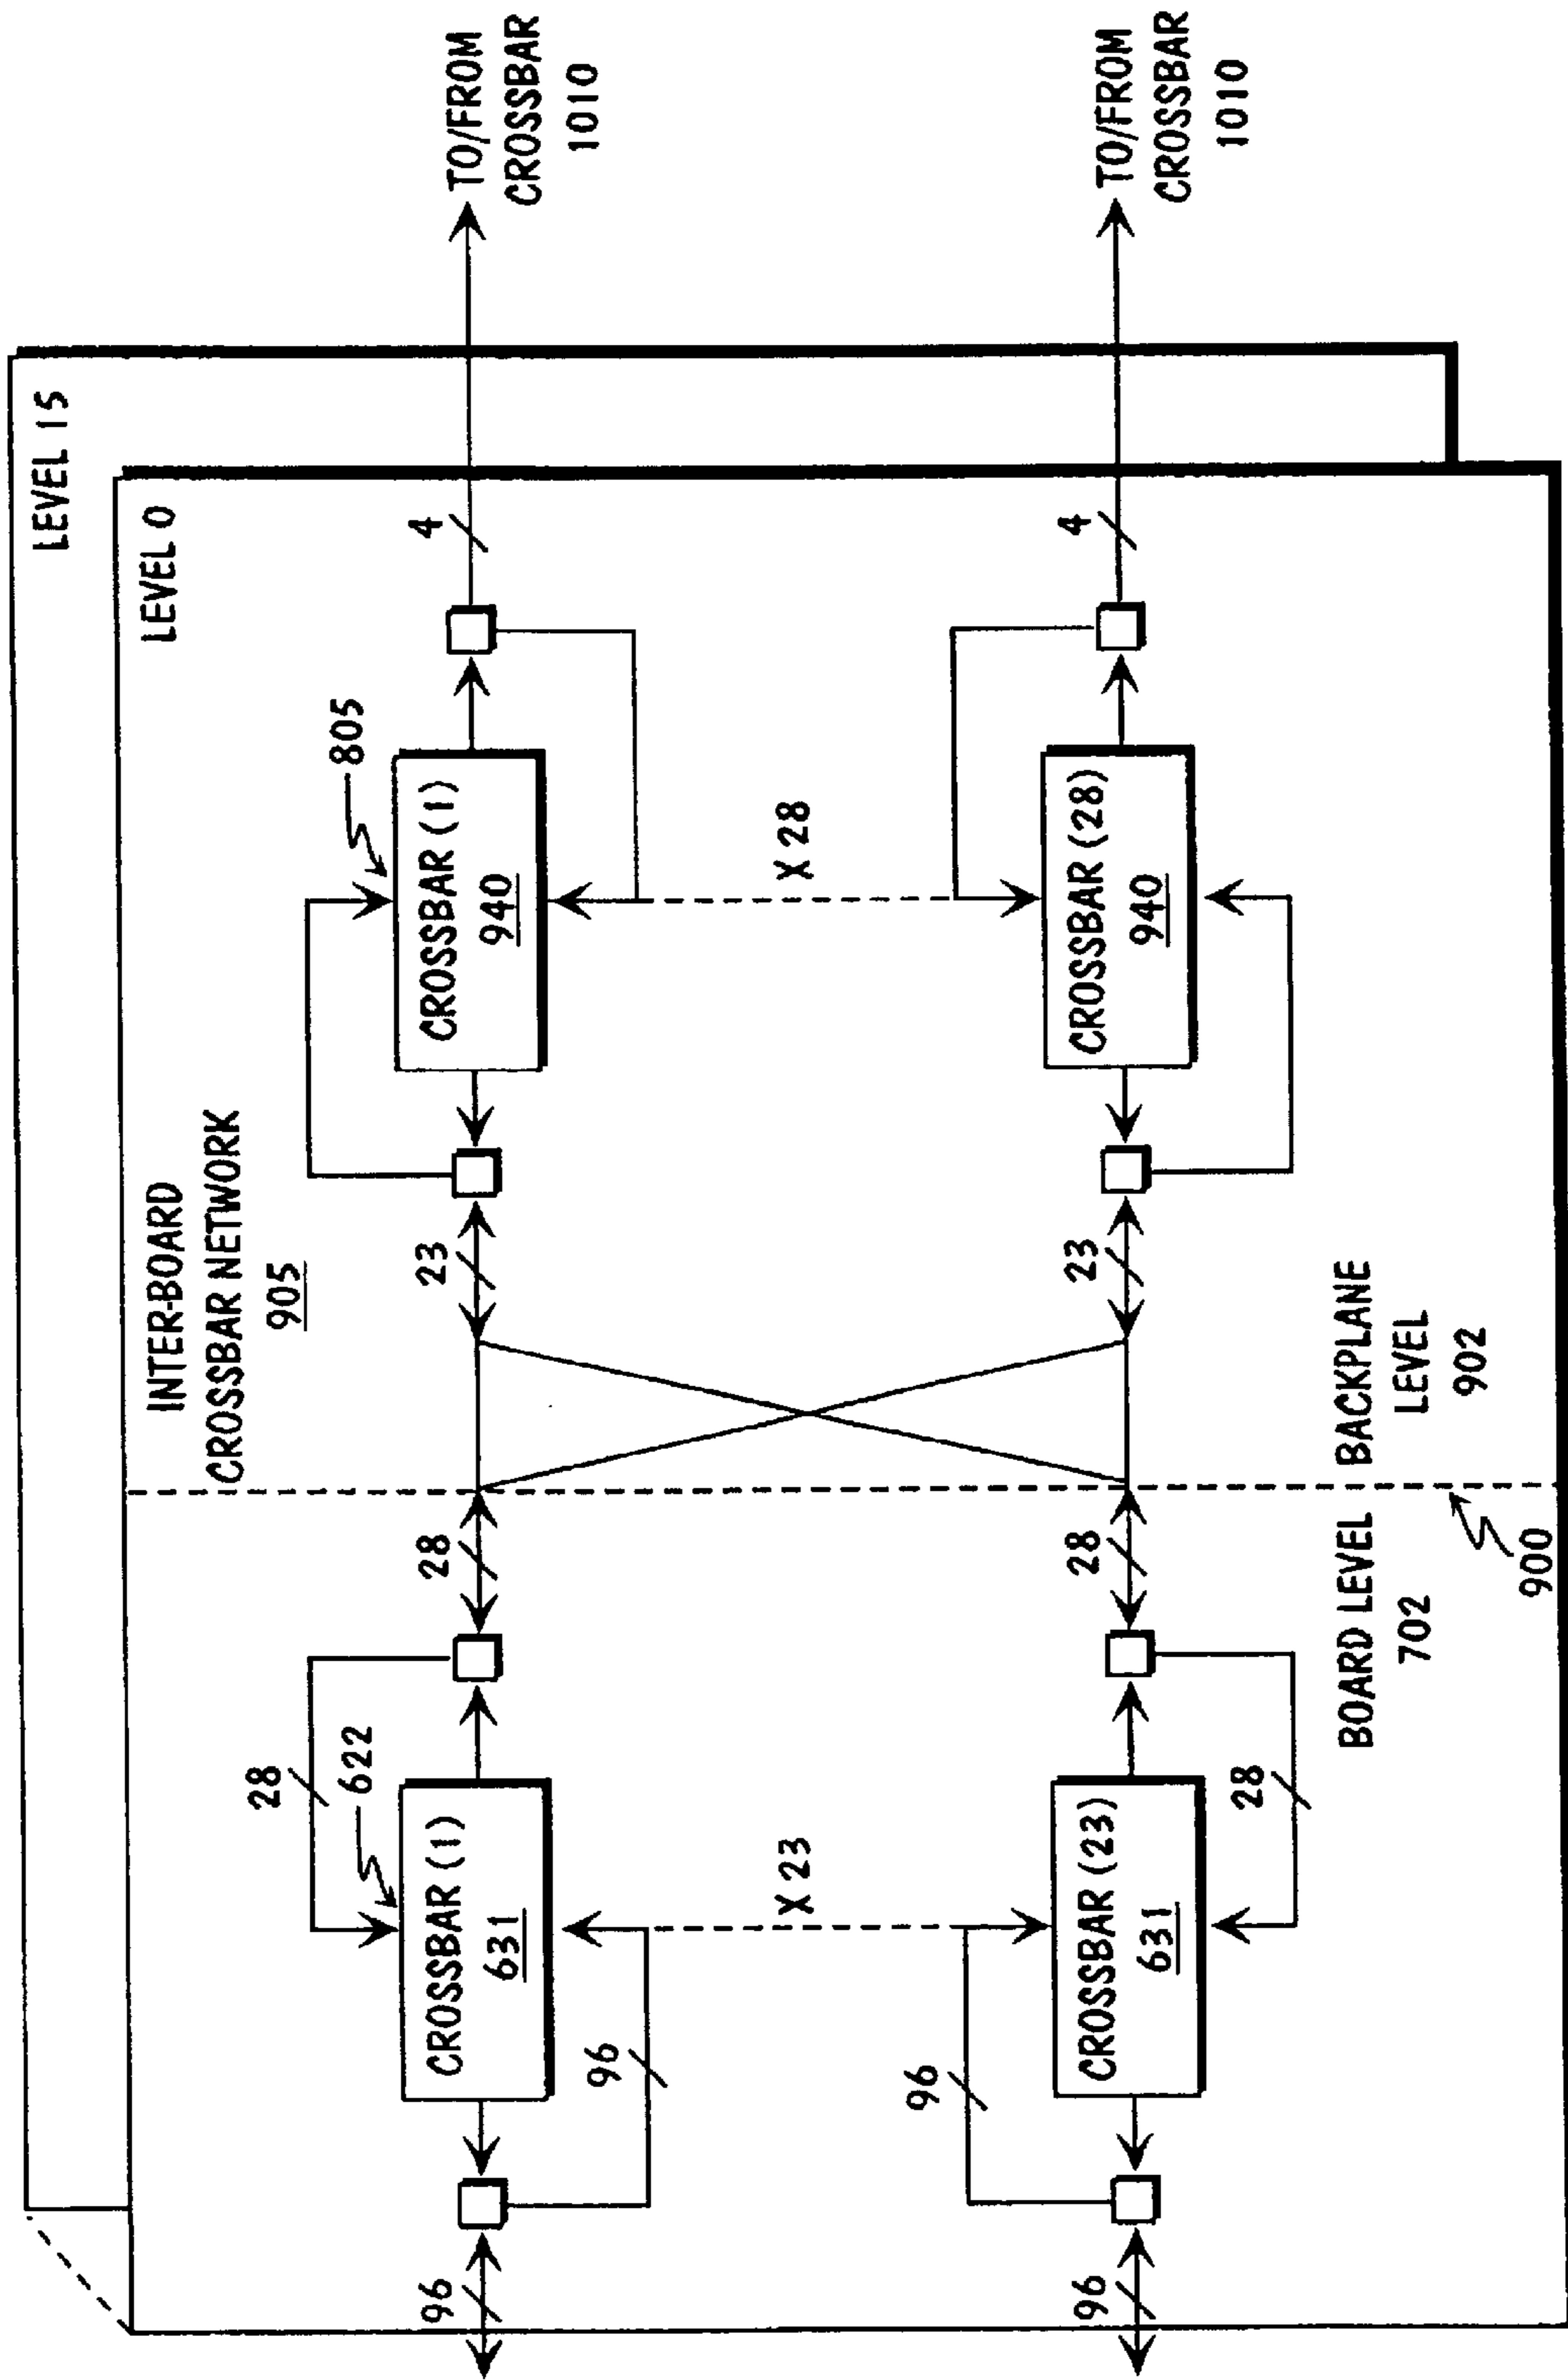 LEVEL 15
LEVEL 0
INTER-BOARD
CROSSBAR NETWORK
905
28
622
805
96
28
23
4
CROSSBAR (1)
631
CROSSBAR (1)
940
TO/FROM
CROSSBAR
1010
96
X 23
X 28
96
96
28
23
4
CROSSBAR (23)
631
CROSSBAR (28)
940
TO/FROM
CROSSBAR
1010
28
BOARD LEVEL
702
BACKPLANE
LEVEL
902
900